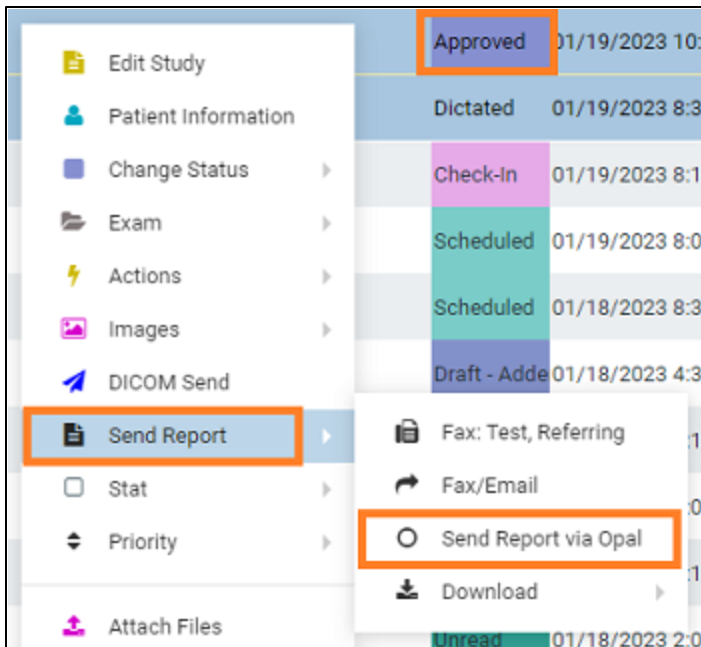 Approved 01/19/2023 10:
Edit Study
Patient Information
Dictated 01/19/2023 8:3
Change Status
Check-In 01/19/2023 8:1
Exam
Scheduled 01/19/2023 8:0
Actions
Scheduled 01/18/2023 8:3
Images
DICOM Send
Draft - Adde 01/18/2023 4:3
Send Report
Fax: Test, Referring
:1
Stat
Fax/Email
:0
Priority
Send Report via Opal
:1
Download
Attach Files
Unread 01/18/2023 2:0